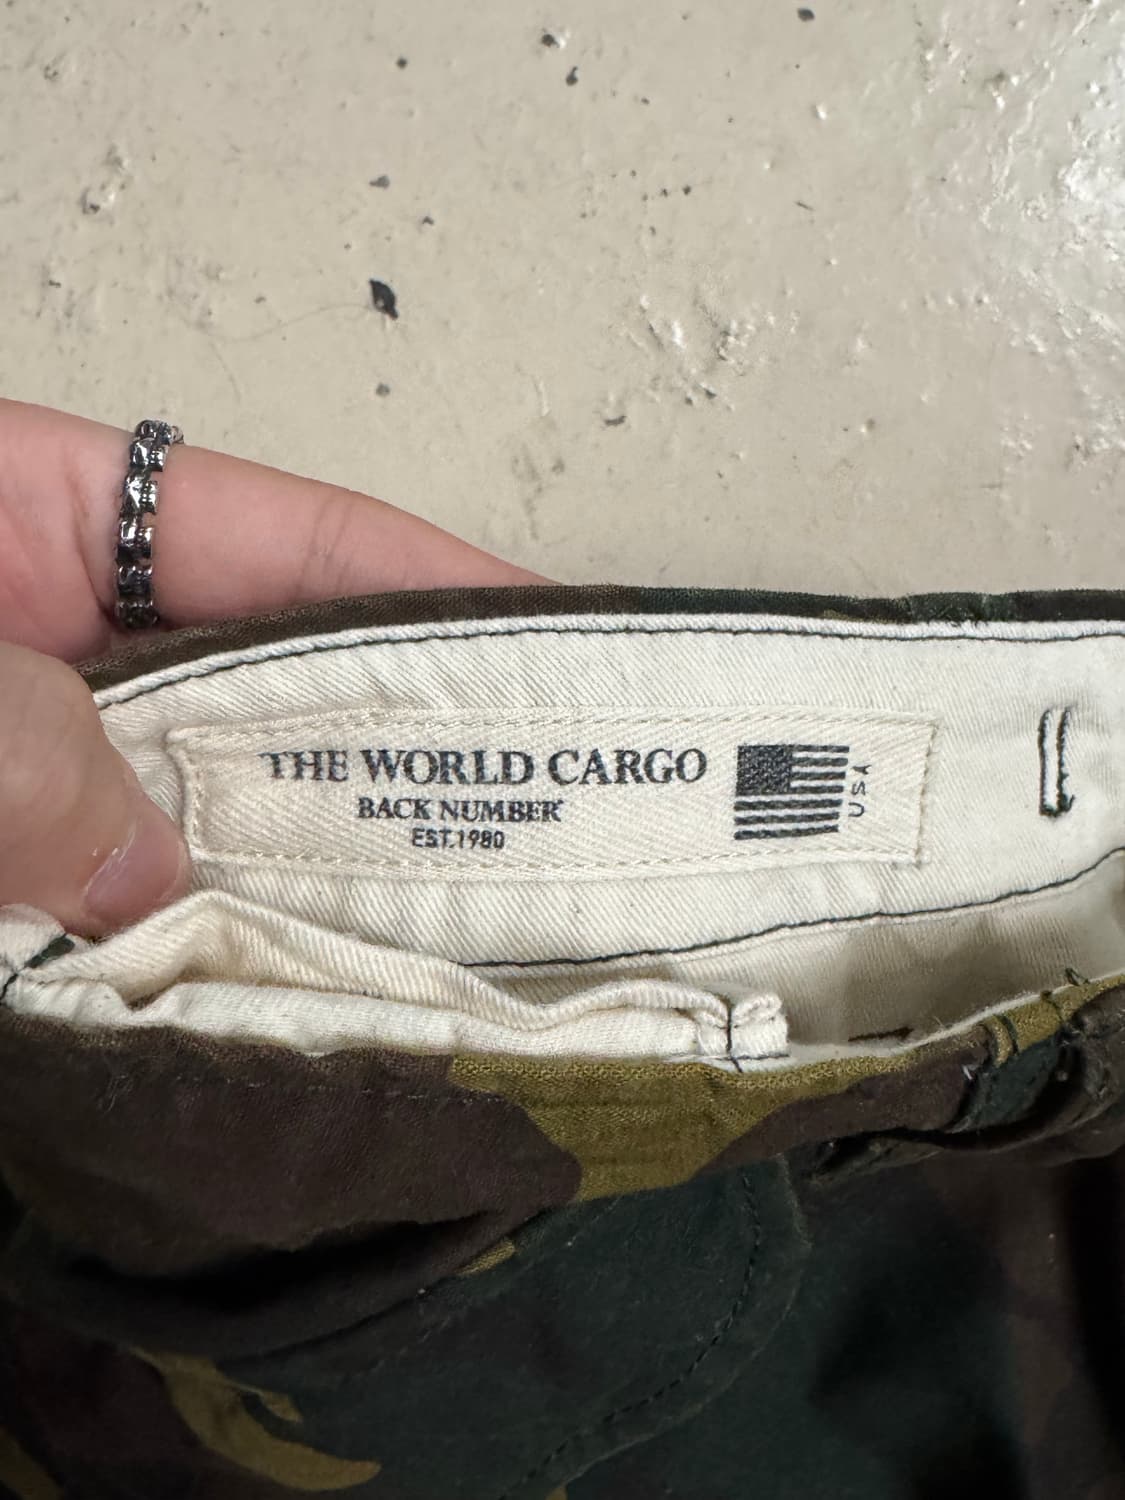 THE WORLD CARGO
BACK NUMBER
EST.1980
USA